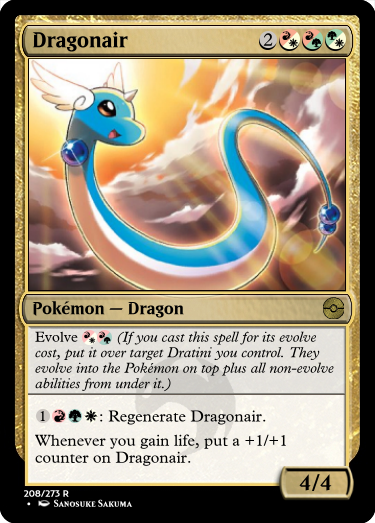 Dragonair 2
Pokémon — Dragon
Evolve (If you cast this spell for its evolve
cost, put it over target Dratini you control. They
evolve into the Pokémon on top plus all non-evolve
abilities from under it.)
1 : Regenerate Dragonair.
Whenever you gain life, put a +1/+1
counter on Dragonair.
4/4
208/273 R
• Sanosuke Sakuma